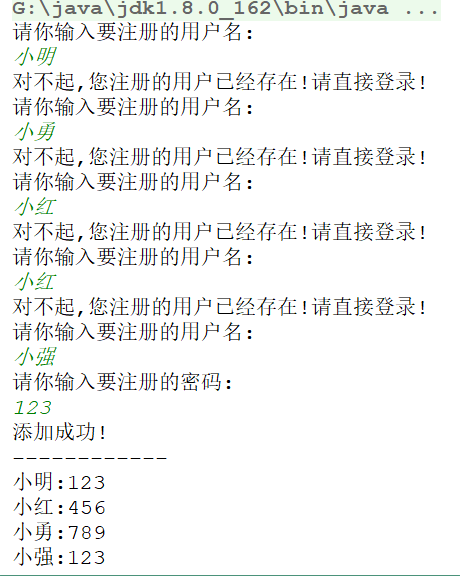 G:\java\jdk1.8.0_162\bin\java ...
请你输入要注册的用户名:
小明
对不起,您注册的用户已经存在!请直接登录!
请你输入要注册的用户名:
小勇
对不起,您注册的用户已经存在!请直接登录!
请你输入要注册的用户名:
小红
对不起,您注册的用户已经存在!请直接登录!
请你输入要注册的用户名:
小红
对不起,您注册的用户已经存在!请直接登录!
请你输入要注册的用户名:
小强
请你输入要注册的密码:
123
添加成功!
------------
小明:123
小红:456
小勇:789
小强:123